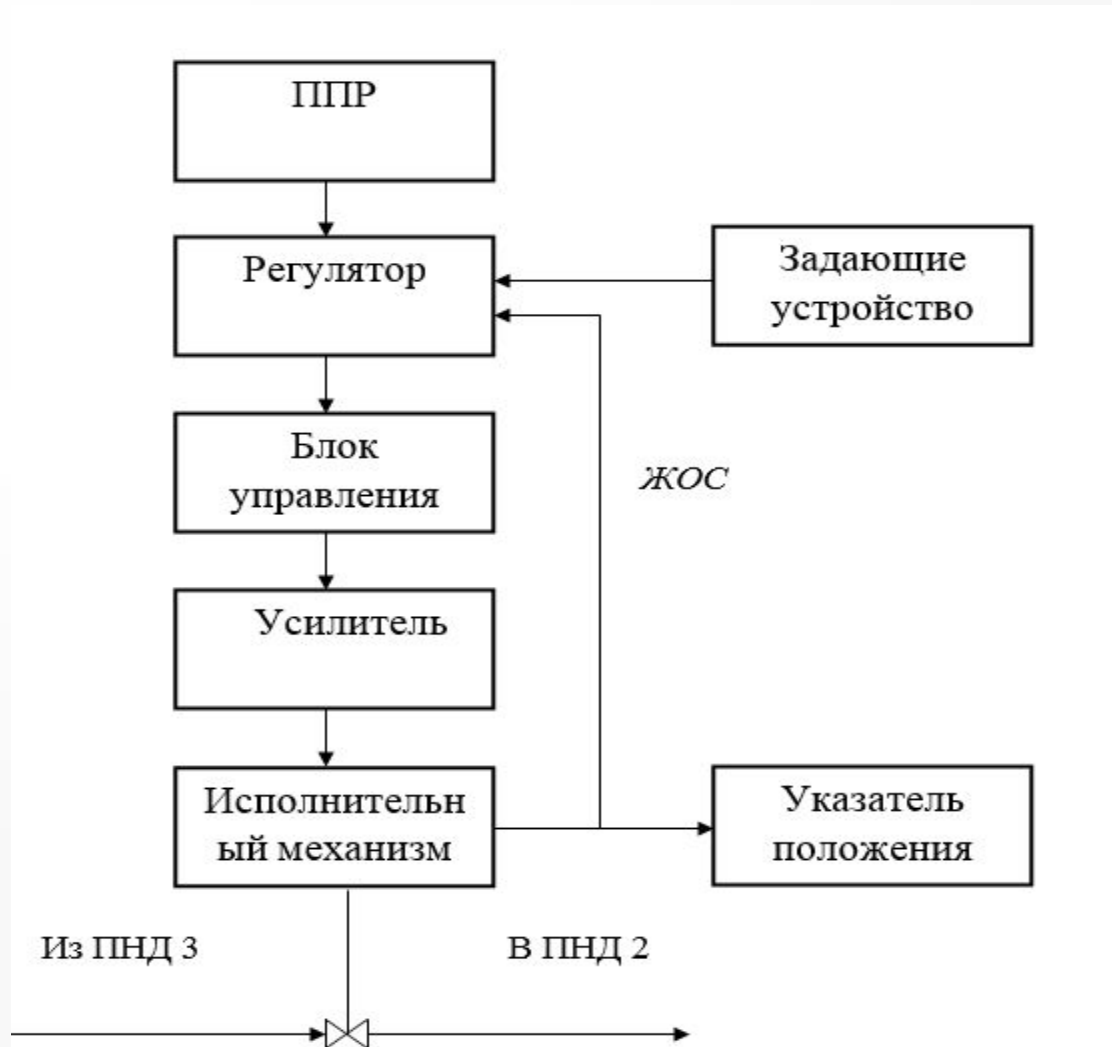 ППР
Регулятор
Задающие
устройство
Блок
управления
ЖОС
Усилитель
Исполнительн
ый механизм
Указатель
положения
Из ПНД 3
В ПНД 2